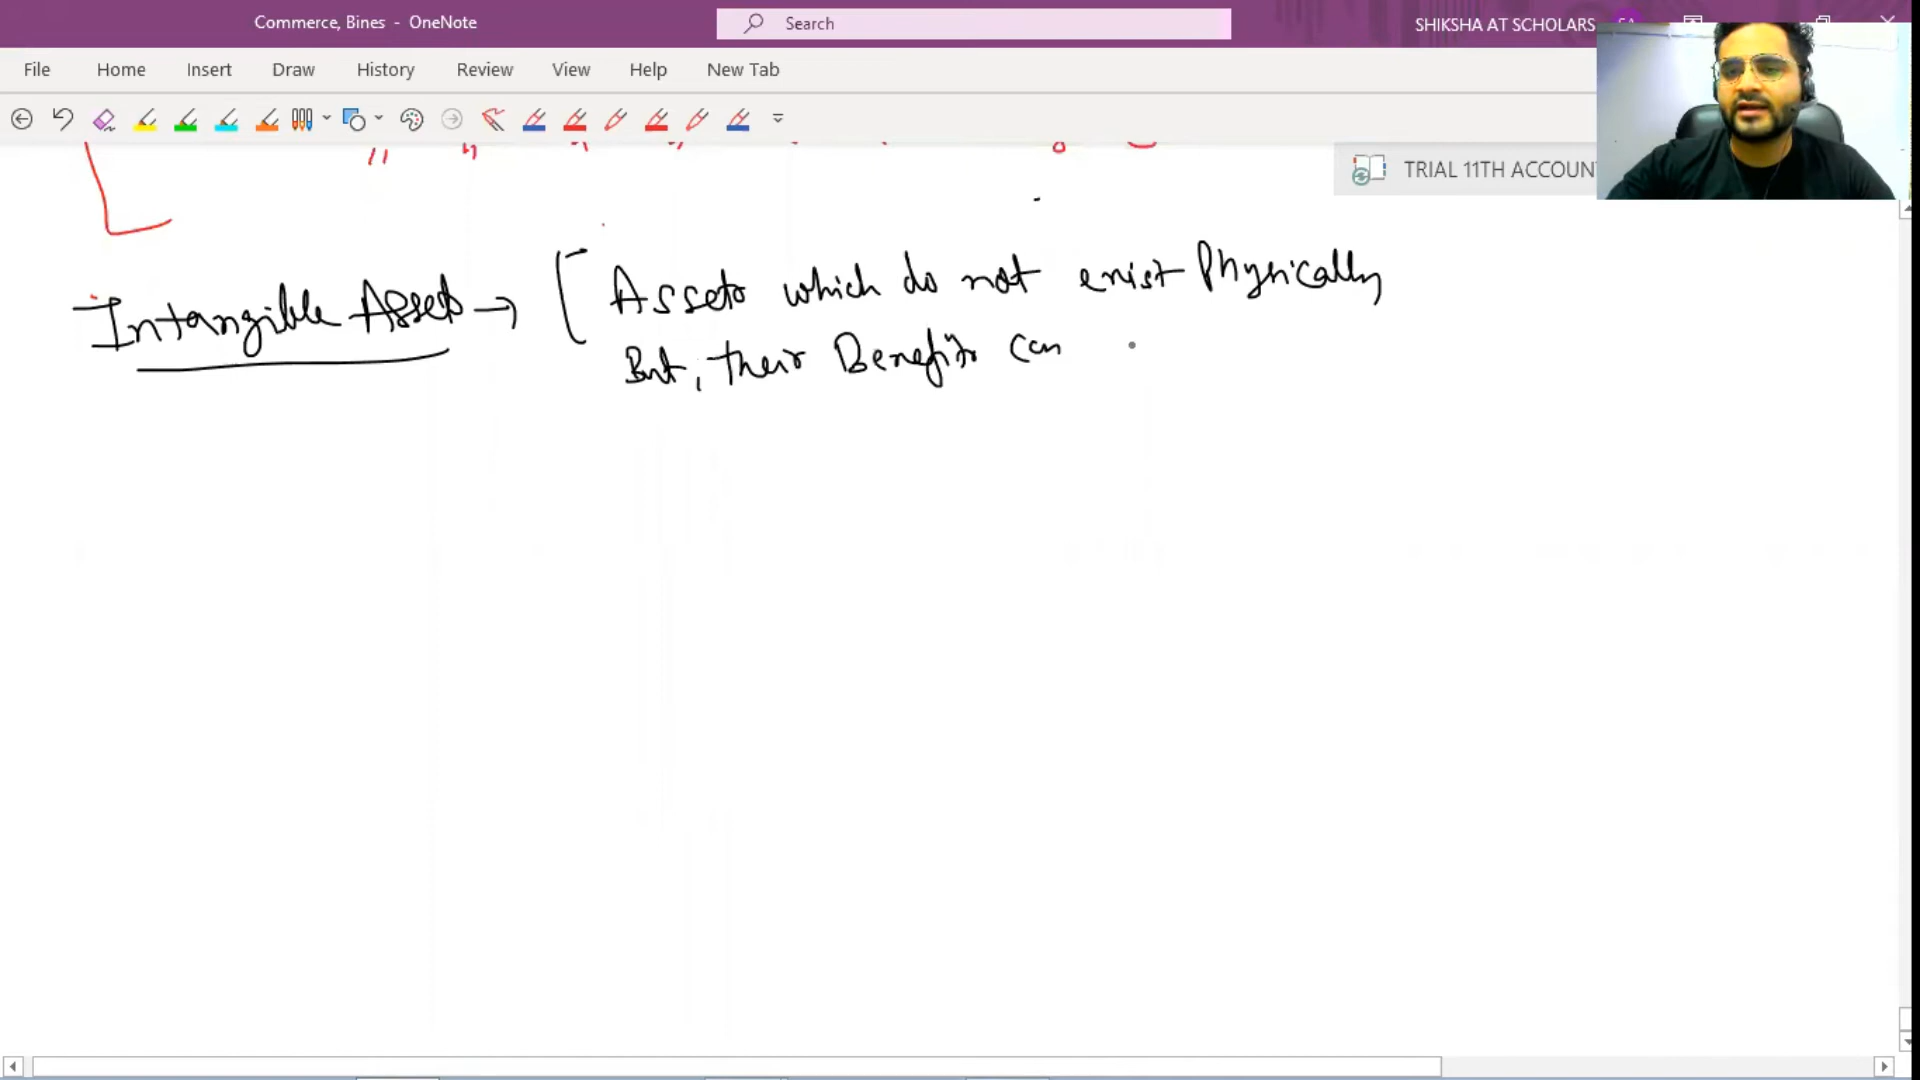 Commerce, Bines - OneNote
Search
SHIKSHA AT SCHOLARS
File Home Insert Draw History Review View Help New Tab
TRIAL 11TH ACCOUN
Intangible Assets → [ Assets which do not exist Physically
But, their Benefits can